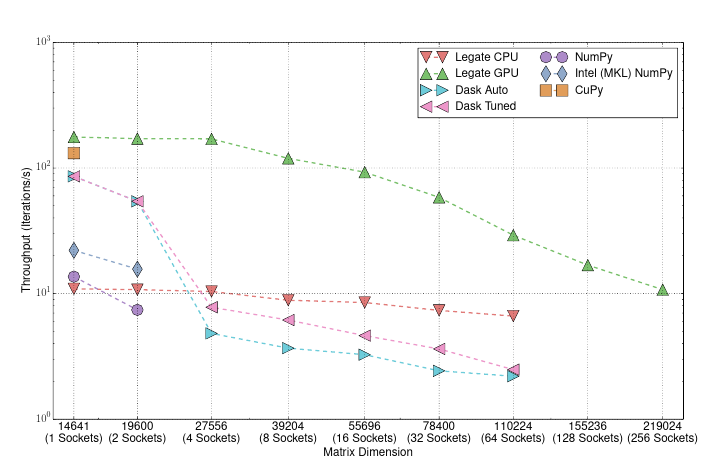 10³
Legate CPU
Legate GPU
Dask Auto
Dask Tuned
NumPy
Intel (MKL) NumPy
CuPy
10²
Throughput (Iterations/s)
10¹
10⁰
14641 19600 27556 39204 55696 78400 110224 155236 219024
(1 Sockets) (2 Sockets) (4 Sockets) (8 Sockets) (16 Sockets) (32 Sockets) (64 Sockets) (128 Sockets) (256 Sockets)
Matrix Dimension